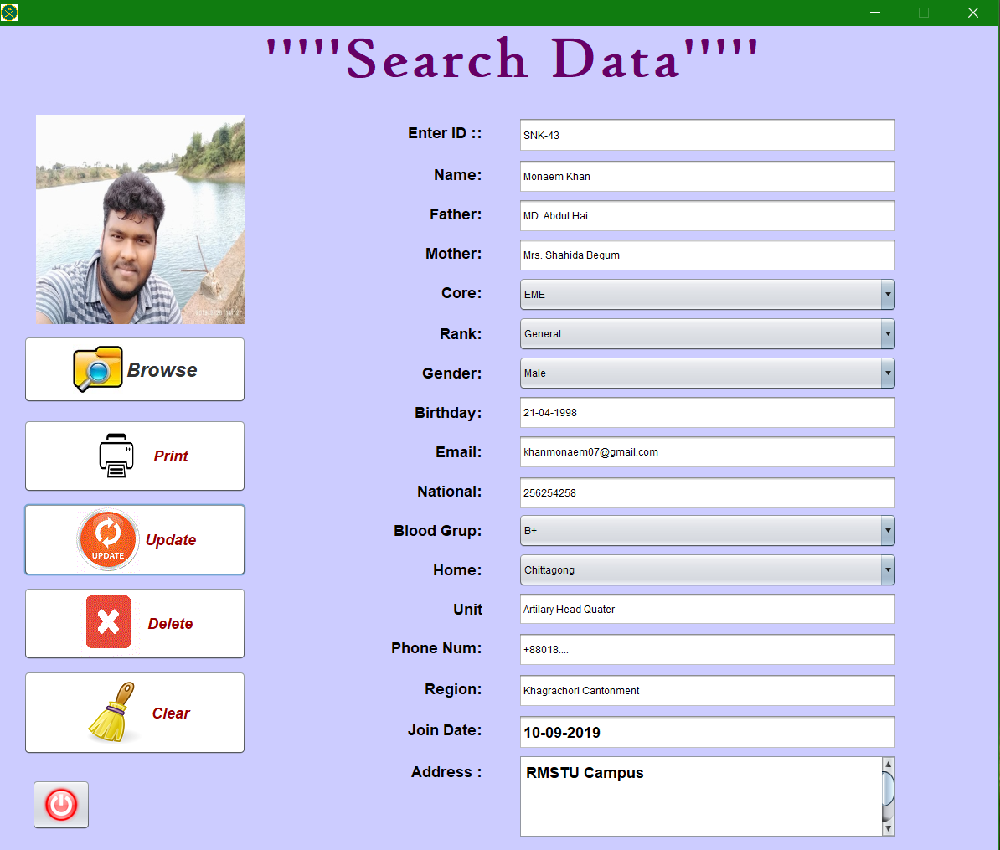 '''''Search Data'''''
Enter ID :: SNK-43
Name: Monaem Khan
Father: MD. Abdul Hai
Mother: Mrs. Shahida Begum
Core: EME
Rank: General
Gender: Male
Birthday: 21-04-1998
Email: khanmonaem07@gmail.com
National: 256254258
Blood Grup: B+
Home: Chittagong
Unit Artilary Head Quater
Phone Num: +88018....
Region: Khagrachori Cantonment
Join Date: 10-09-2019
Address : RMSTU Campus
Browse
Print
UPDATE Update
Delete
Clear